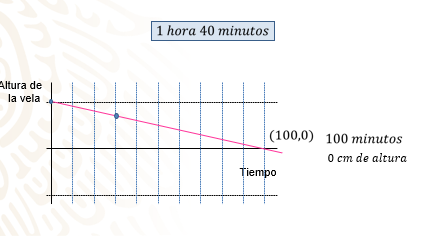 1 hora 40 minutos
Altura de
la vela
(100,0)
100 minutos
0 cm de altura
Tiempo